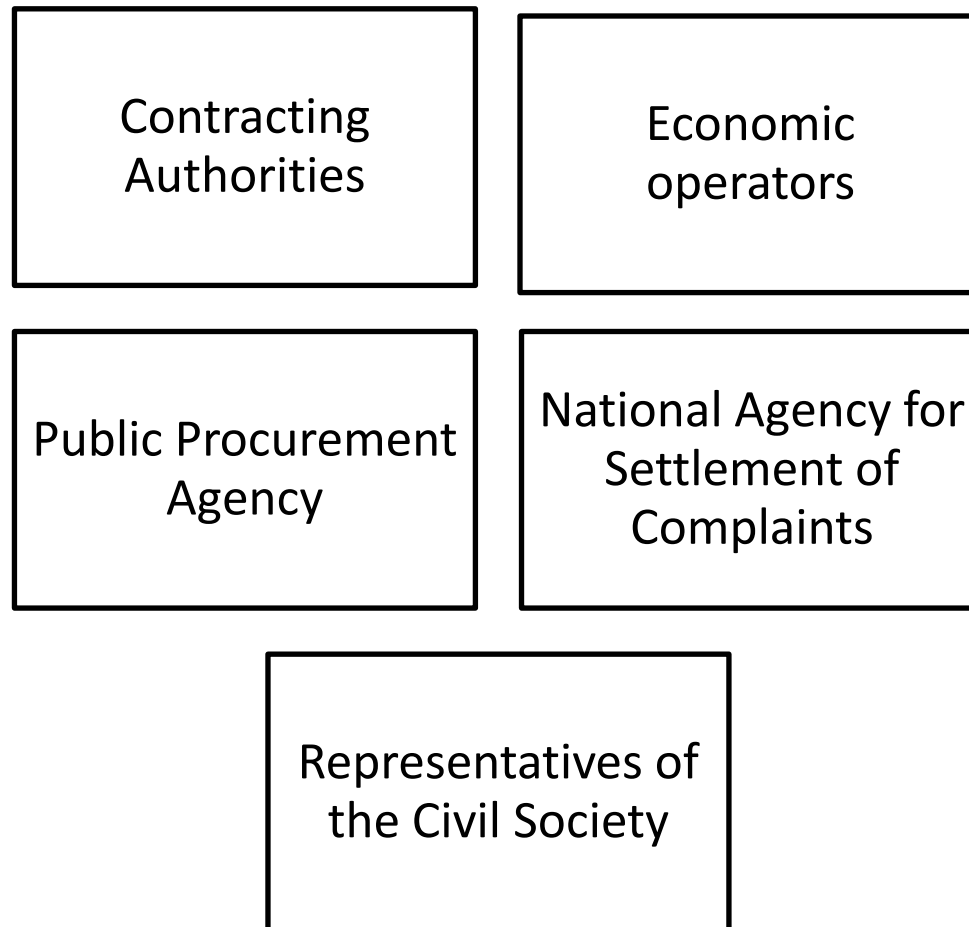 Contracting
Authorities
Economic
operators
Public Procurement
Agency
National Agency for
Settlement of
Complaints
Representatives of
the Civil Society